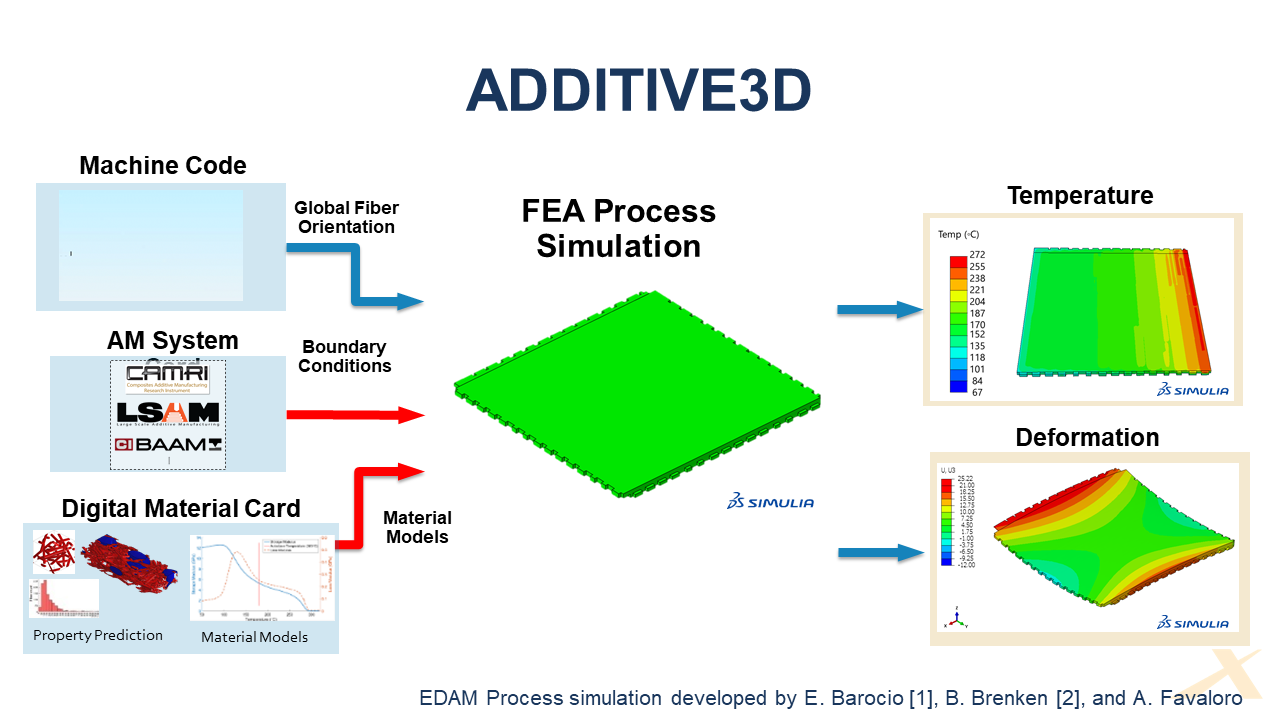 ADDITIVE3D
Machine Code
Global Fiber
Orientation
AM System
CAMRI
Composites Additive Manufacturing
Research Instrument
LSAM
Large Scale Additive Manufacturing
CI BAAM
Boundary
Conditions
Digital Material Card
Property Prediction
Material Models
Material
Models
FEA Process
Simulation
SIMULIA
Temperature
Temp (◦C)
272
255
238
221
204
187
170
152
135
118
101
84
67
SIMULIA
Deformation
U, U3
25.22
21.00
18.25
15.50
12.75
10.00
7.25
4.50
1.75
-1.00
-3.75
-6.50
-9.25
-12.00
SIMULIA
EDAM Process simulation developed by E. Barocio [1], B. Brenken [2], and A. Favaloro